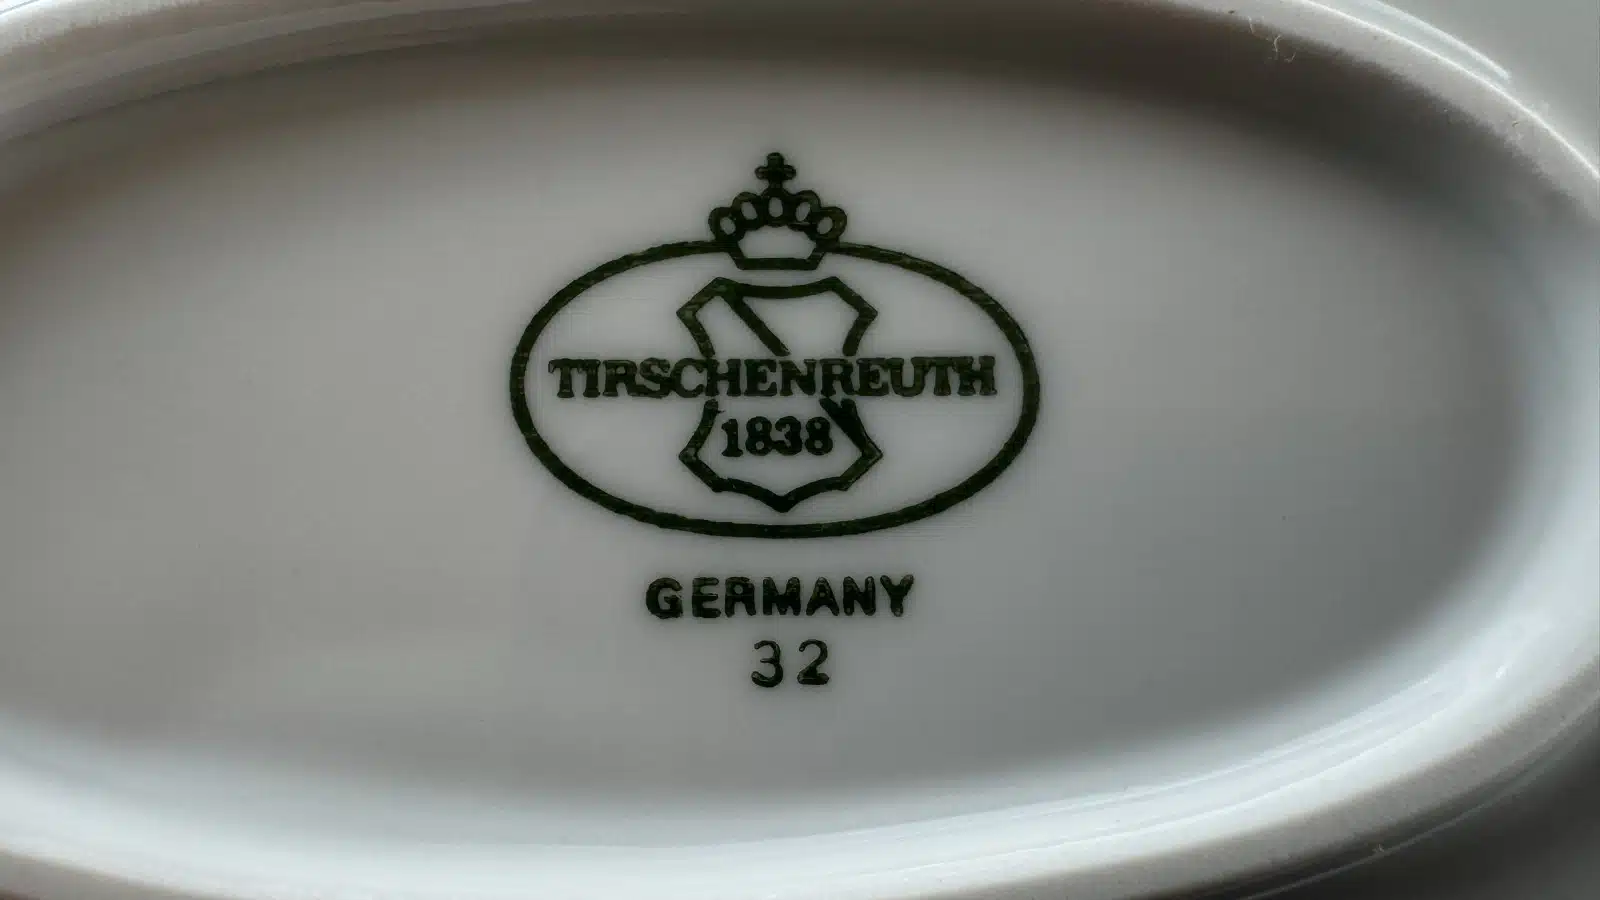 TIRSCHENREUTH
1838
GERMANY
32